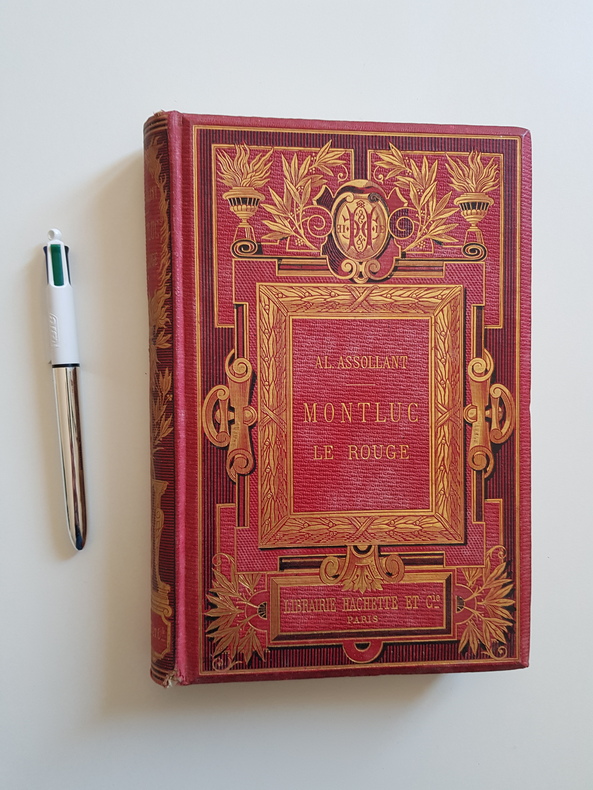 AL. ASSOLLANT
MONTLUC
LE ROUGE
LIBRAIRIE HACHETTE ET Cie
PARIS